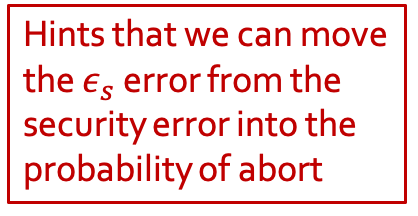 Hints that we can move
the ϵₛ error from the
security error into the
probability of abort